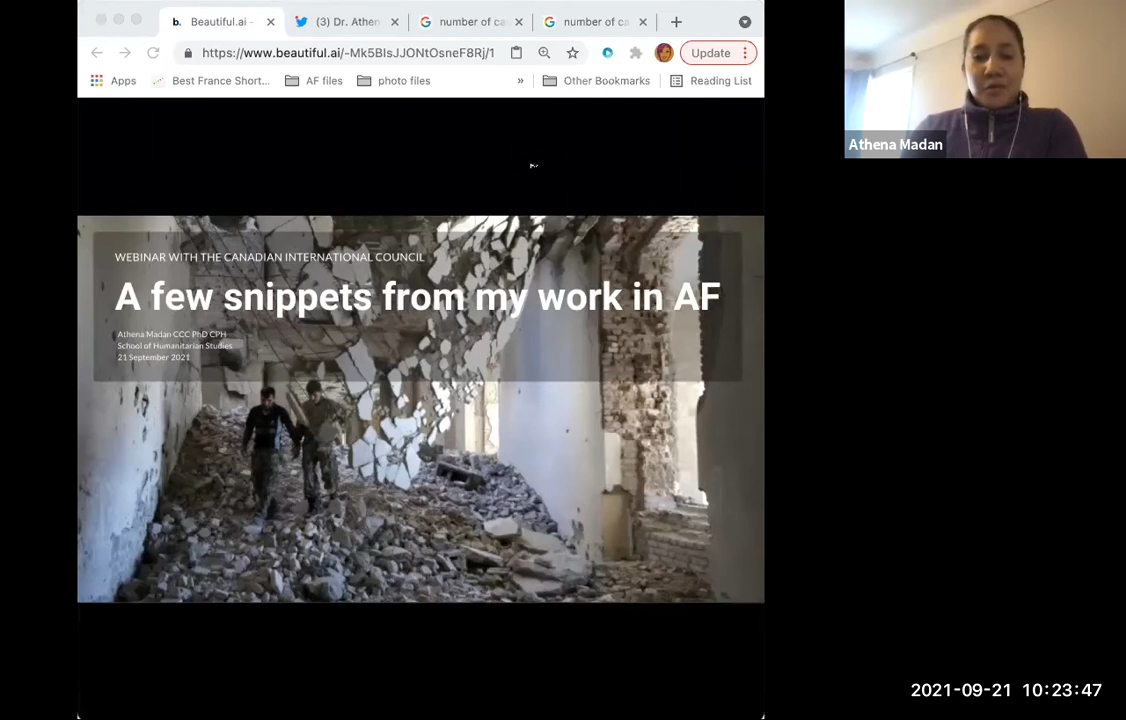 Beautiful.ai -
(3) Dr. Athen
number of ca
number of ca
https://www.beautiful.ai/-Mk5BIsJJONtOsneF8Rj/1
Update
Apps
Best France Short...
AF files
photo files
»
Other Bookmarks
Reading List
Athena Madan
WEBINAR WITH THE CANADIAN INTERNATIONAL COUNCIL
A few snippets from my work in AF
Athena Madan CCC PhD CPH
School of Humanitarian Studies
21 September 2021
2021-09-21 10:23:47